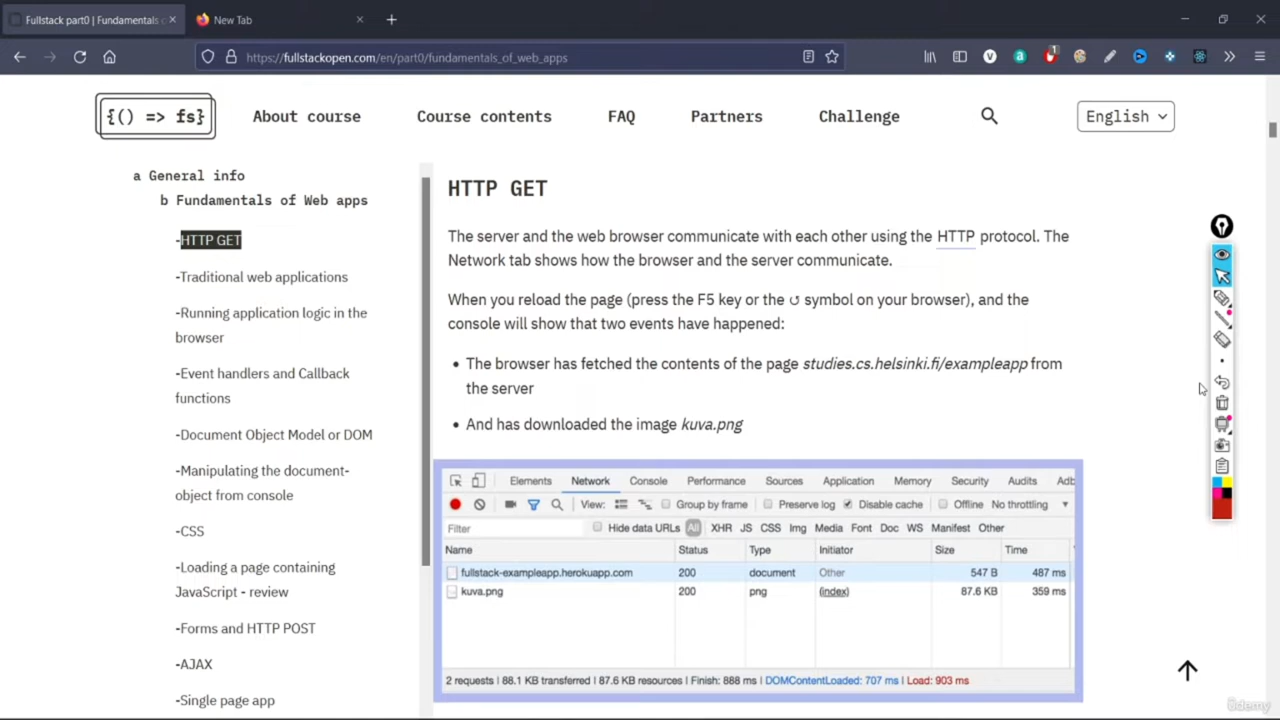 Fullstack part0 | Fundamentals o
New Tab
https://fullstackopen.com/en/part0/fundamentals_of_web_apps
{() => fs}
About course
Course contents
FAQ
Partners
Challenge
English
a General info
b Fundamentals of Web apps
-HTTP GET
-Traditional web applications
-Running application logic in the
browser
-Event handlers and Callback
functions
-Document Object Model or DOM
-Manipulating the document-
object from console
-CSS
-Loading a page containing
JavaScript - review
-Forms and HTTP POST
-AJAX
-Single page app
HTTP GET
The server and the web browser communicate with each other using the HTTP protocol. The
Network tab shows how the browser and the server communicate.
When you reload the page (press the F5 key or the ↺ symbol on your browser), and the
console will show that two events have happened:
• The browser has fetched the contents of the page studies.cs.helsinki.fi/exampleapp from
the server
• And has downloaded the image kuva.png
Elements Network Console Performance Sources Application Memory Security Audits Adb
View: Group by frame Preserve log Disable cache Offline No throttling
Filter Hide data URLs All XHR JS CSS Img Media Font Doc WS Manifest Other
Name Status Type Initiator Size Time
fullstack-exampleapp.herokuapp.com 200 document Other 547 B 487 ms
kuva.png 200 png (index) 87.6 KB 359 ms
2 requests | 88.1 KB transferred | 87.6 KB resources | Finish: 888 ms | DOMContentLoaded: 707 ms | Load: 903 ms
ûdemy